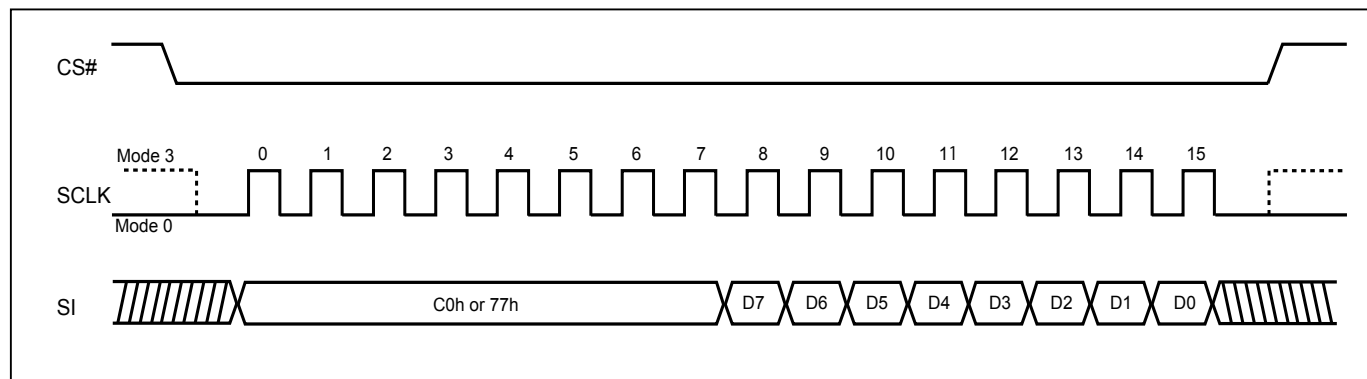 CS#
0 1 2 3 4 5 6 7 8 9 10 11 12 13 14 15
Mode 3
SCLK
Mode 0
SI
C0h or 77h
D7 D6 D5 D4 D3 D2 D1 D0